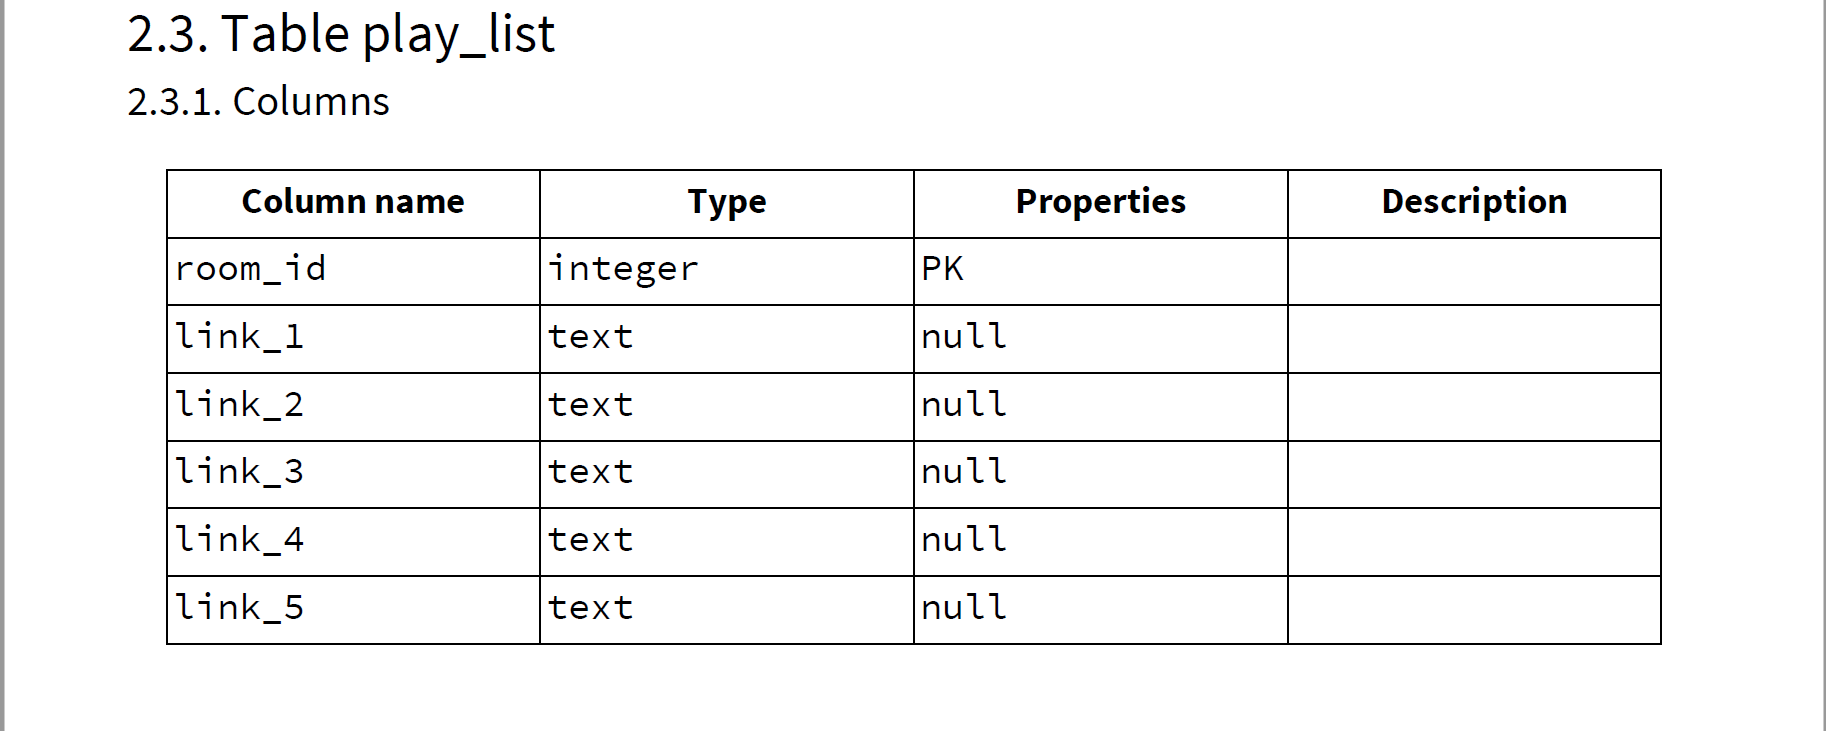 2.3. Table play_list
2.3.1. Columns
Column name Type Properties Description
room_id integer PK
link_1 text null
link_2 text null
link_3 text null
link_4 text null
link_5 text null